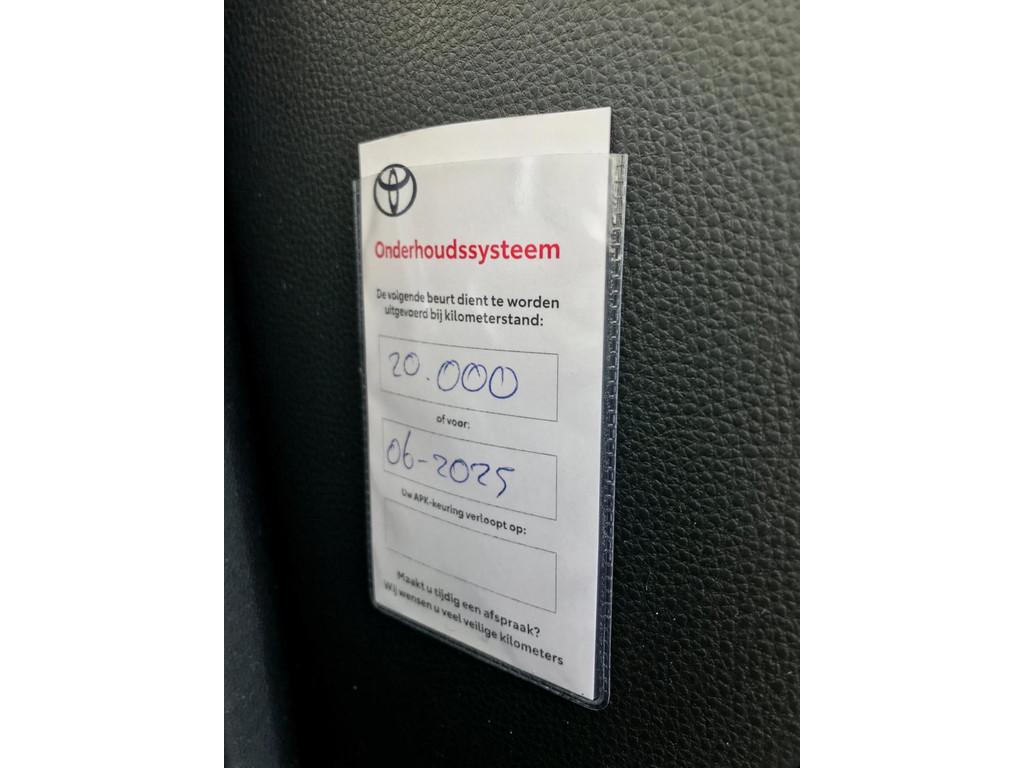 Onderhoudssysteem
De volgende beurt dient te worden
uitgevoerd bij kilometerstand:
20.000
of voor:
06-2025
Uw APK-keuring verloopt op:
Maakt u tijdig een afspraak?
Wij wensen u veel veilige kilometers